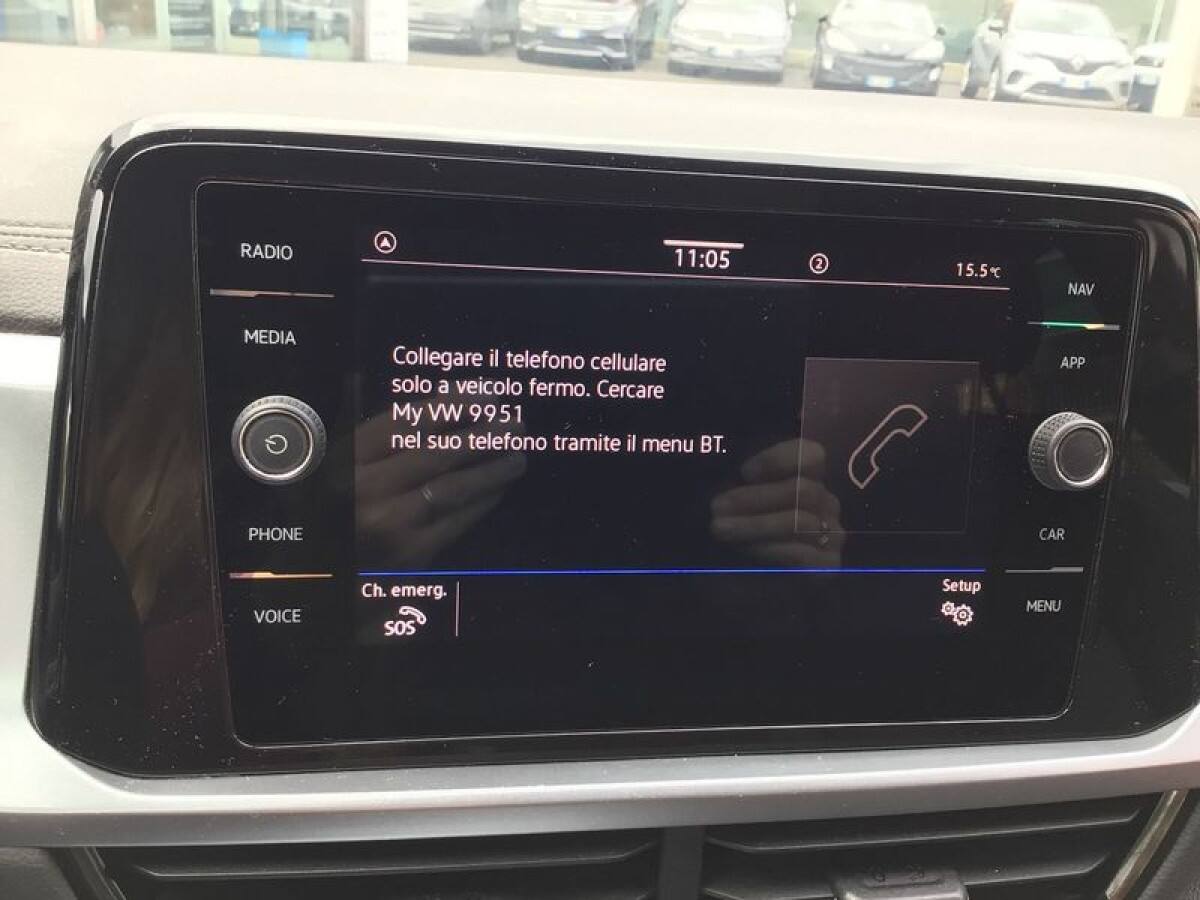 RADIO
MEDIA
PHONE
VOICE
11:05
2
15.5°C
Collegare il telefono cellulare
solo a veicolo fermo. Cercare
My VW 9951
nel suo telefono tramite il menu BT.
Ch. emerg.
SOS
Setup
NAV
APP
CAR
MENU